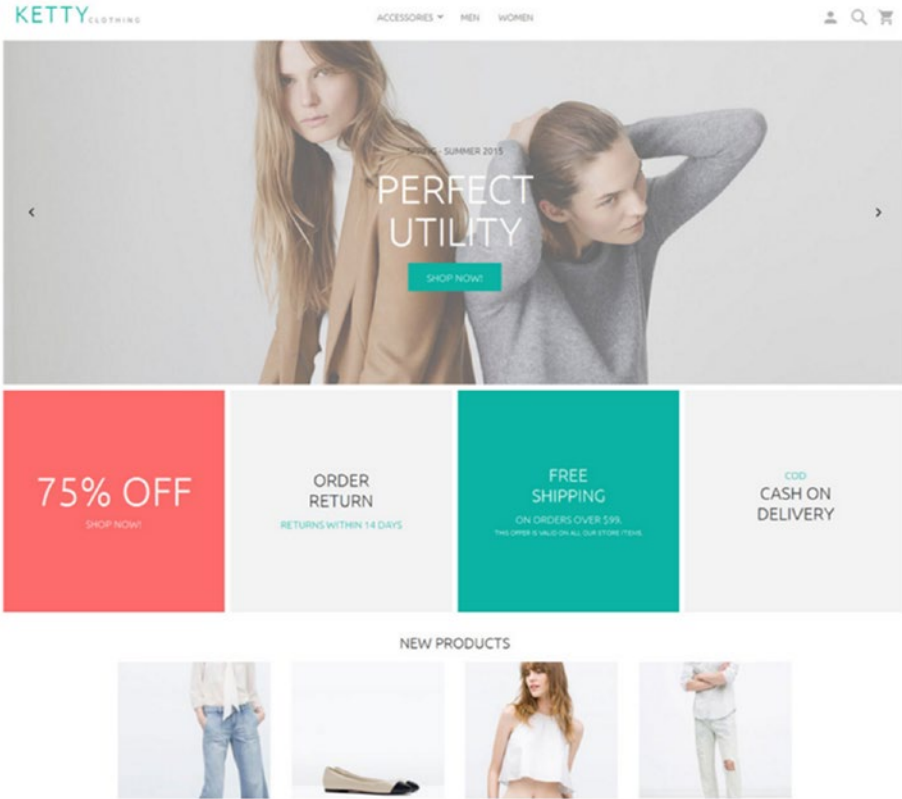 KETTY CLOTHING
ACCESSORIES MEN WOMEN
SPRING - SUMMER 2015
PERFECT
UTILITY
SHOP NOW!
75% OFF
SHOP NOW!
ORDER
RETURN
RETURNS WITHIN 14 DAYS
FREE
SHIPPING
ON ORDERS OVER $99.
THIS OFFER IS VALID ON ALL OUR STORE ITEMS
COD
CASH ON
DELIVERY
NEW PRODUCTS